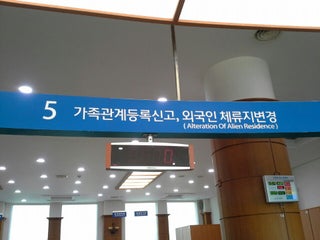 5 가족관계등록신고, 외국인 체류지변경
( Alteration Of Alien Residence )